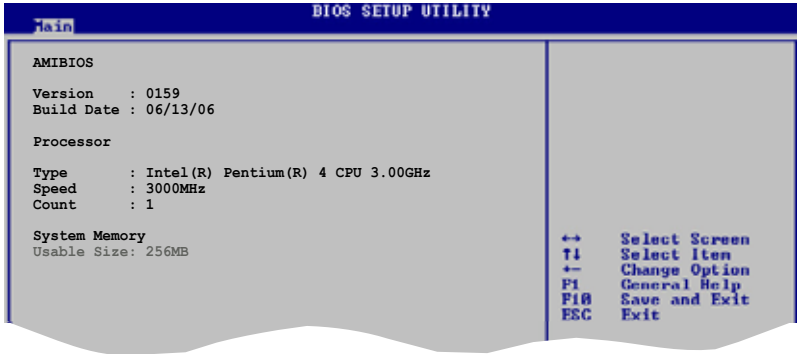 BIOS SETUP UTILITY
Main
AMIBIOS
Version : 0159
Build Date : 06/13/06
Processor
Type : Intel(R) Pentium(R) 4 CPU 3.00GHz
Speed : 3000MHz
Count : 1
System Memory
Usable Size: 256MB
↔ Select Screen
↑↓ Select Item
+- Change Option
F1 General Help
F10 Save and Exit
ESC Exit